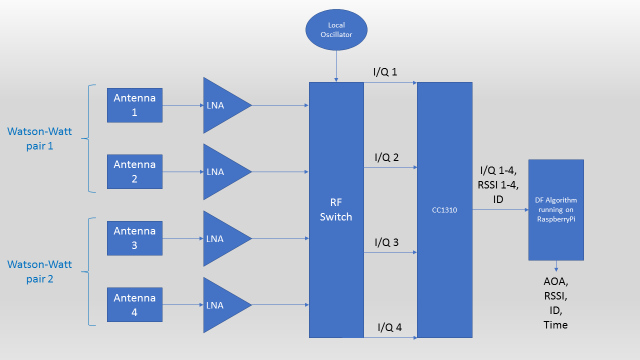 Local
Oscillator
I/Q 1
Antenna
1
LNA
Watson-Watt
pair 1
Antenna
2
LNA
I/Q 2
RF
Switch
CC1310
I/Q 1-4,
RSSI 1-4,
ID
DF Algorithm
running on
RaspberryPi
Antenna
3
LNA
I/Q 3
Watson-Watt
pair 2
Antenna
4
LNA
I/Q 4
AOA,
RSSI,
ID,
Time